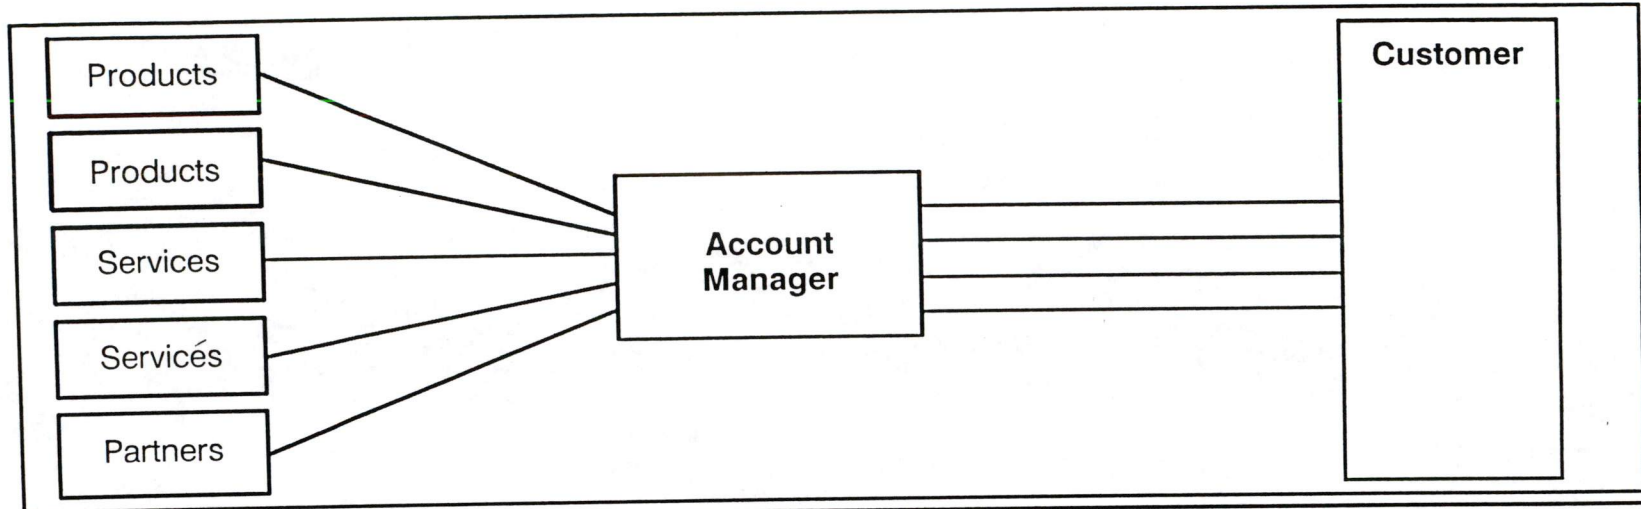 Products
Products
Services
Services
Partners
Account
Manager
Customer